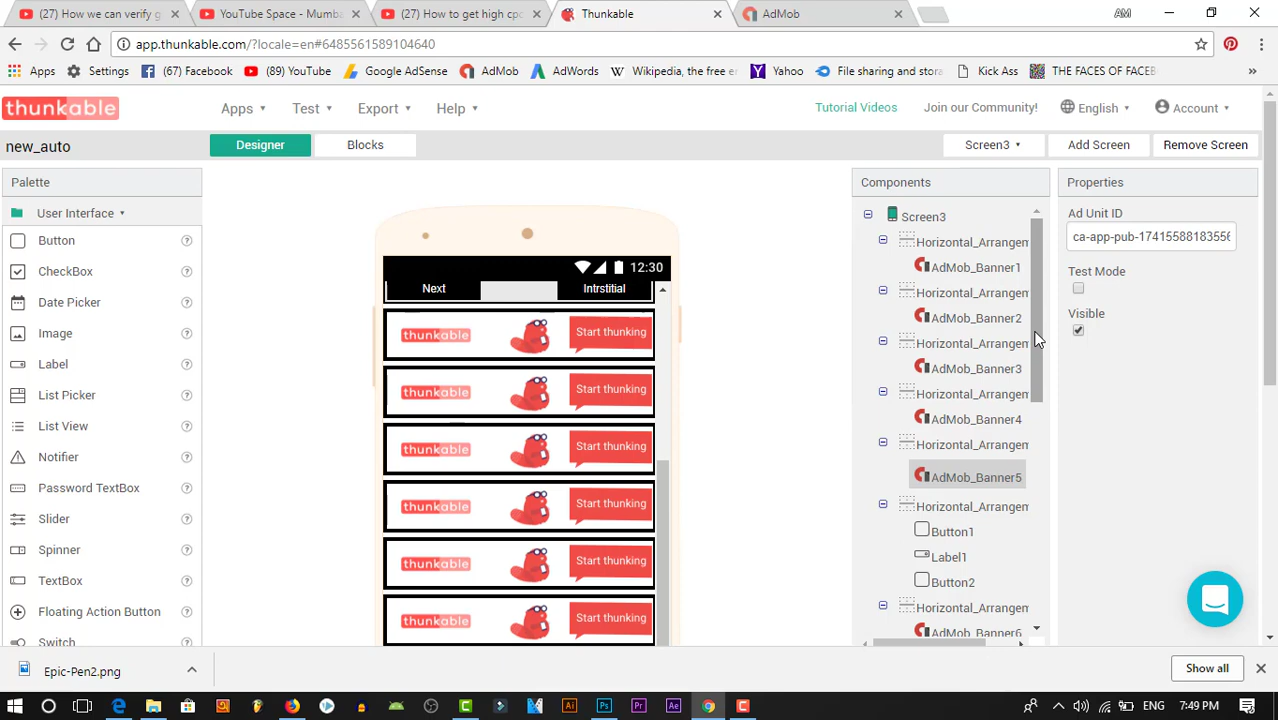 (27) How we can verify g
YouTube Space - Mumba
(27) How to get high cpc
Thunkable
AdMob
AM
app.thunkable.com/?locale=en#6485561589104640
Apps
Settings
(67) Facebook
(89) YouTube
Google AdSense
AdMob
AdWords
Wikipedia, the free e
Yahoo
File sharing and stora
Kick Ass
THE FACES OF FACEB
»
thunkable
Apps
Test
Export
Help
Tutorial Videos
Join our Community!
English
Account
new_auto
Designer
Blocks
Screen3
Add Screen
Remove Screen
Palette
User Interface
Button
CheckBox
Date Picker
Image
Label
List Picker
List View
Notifier
Password TextBox
Slider
Spinner
TextBox
Floating Action Button
Switch
12:30
Next
Intrstitial
thunkable
Start thunking
thunkable
Start thunking
thunkable
Start thunking
thunkable
Start thunking
thunkable
Start thunking
thunkable
Start thunking
Components
Screen3
Horizontal_Arrangem
AdMob_Banner1
Horizontal_Arrangem
AdMob_Banner2
Horizontal_Arrangem
AdMob_Banner3
Horizontal_Arrangem
AdMob_Banner4
Horizontal_Arrangem
AdMob_Banner5
Horizontal_Arrangem
Button1
Label1
Button2
Horizontal_Arrangem
AdMob_Banner6
Properties
Ad Unit ID
ca-app-pub-17415588183556
Test Mode
Visible
Epic-Pen2.png
Show all
Ai
Ps
Pr
Ae
ENG
7:49 PM